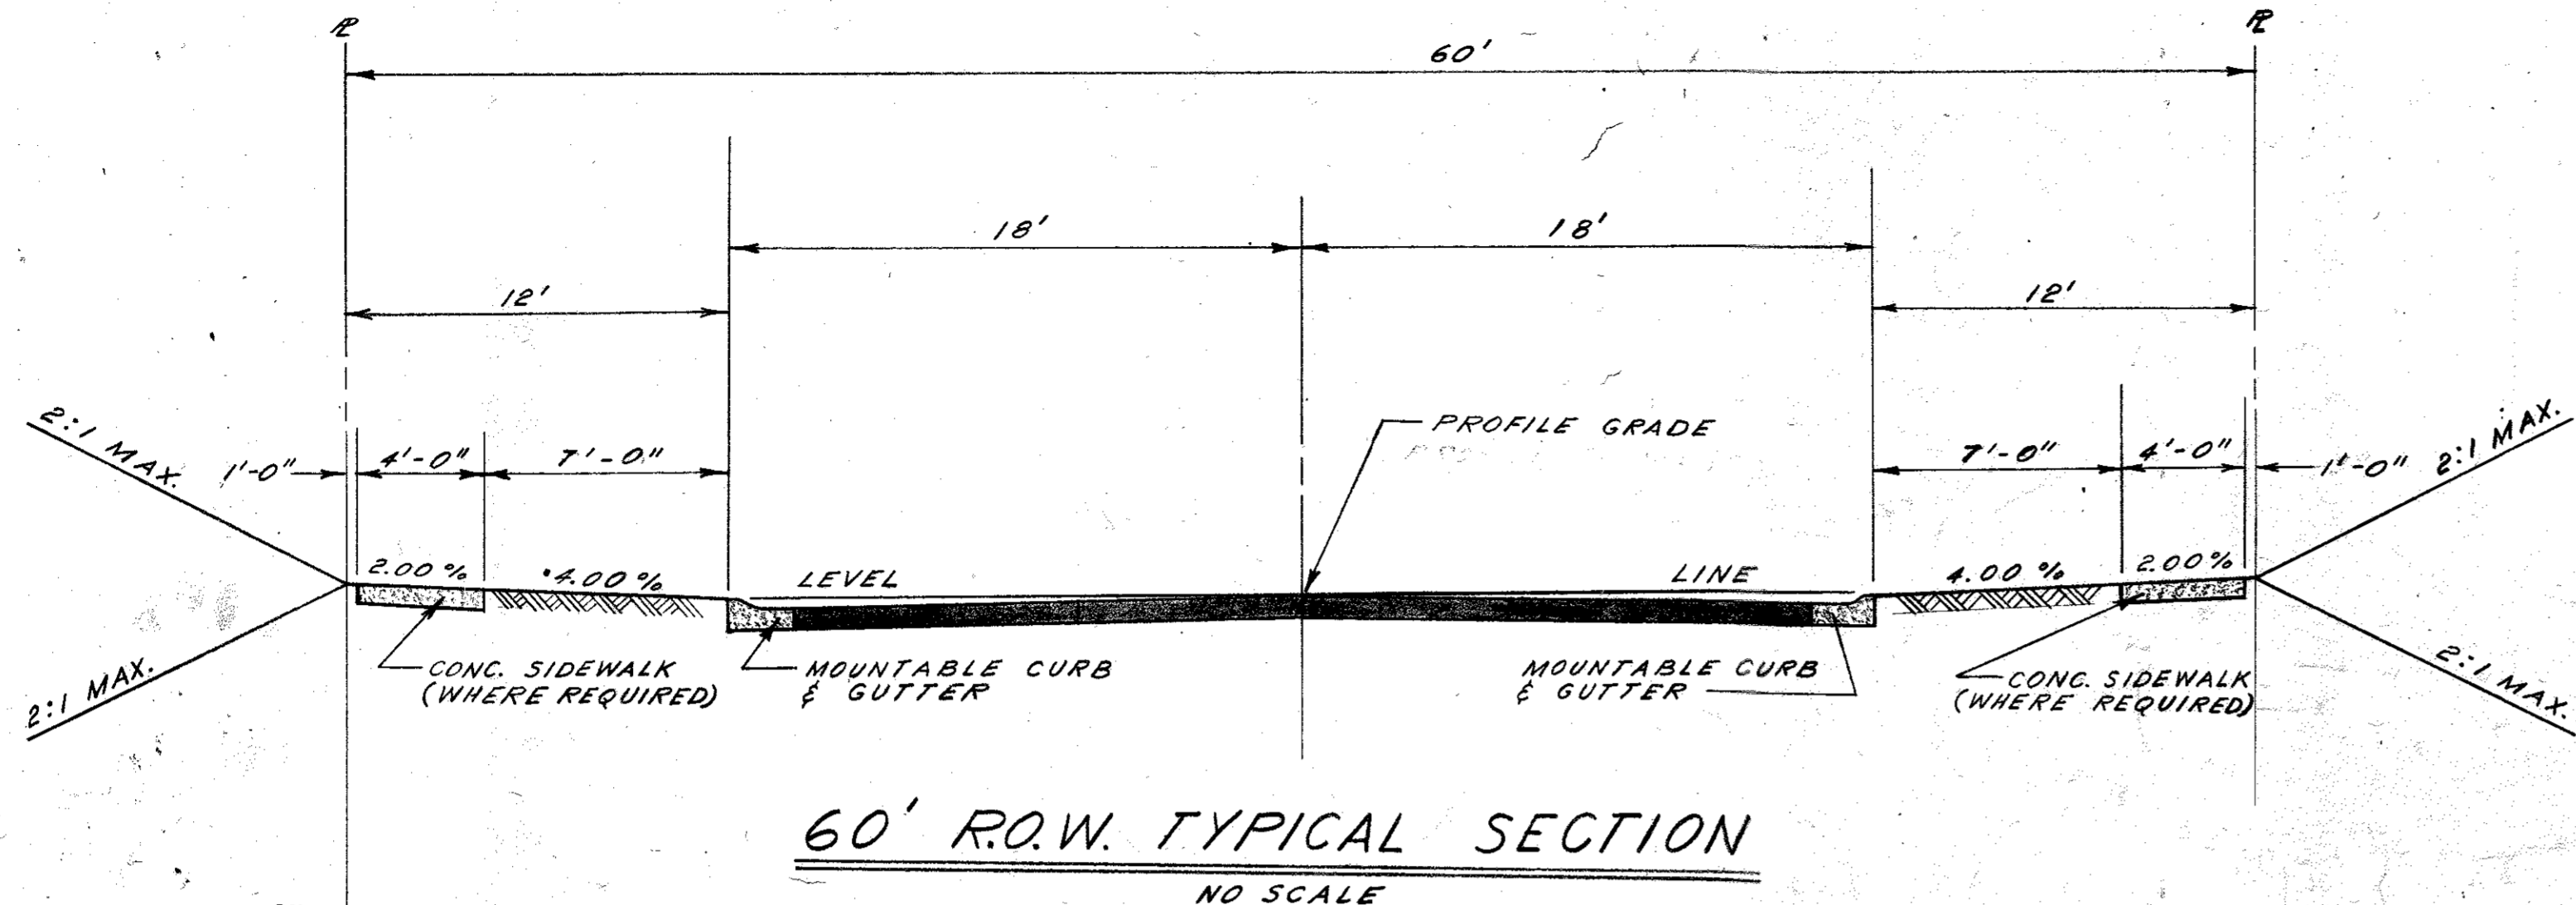 PL
PL
60'
18'
18'
12'
12'
2:1 MAX.
1'-0"
4'-0"
7'-0"
PROFILE GRADE
7'-0"
4'-0"
1'-0"
2:1 MAX.
2.00 %
4.00 %
LEVEL
LINE
4.00 %
2.00 %
2:1 MAX.
CONC. SIDEWALK
(WHERE REQUIRED)
MOUNTABLE CURB
& GUTTER
MOUNTABLE CURB
& GUTTER
CONC. SIDEWALK
(WHERE REQUIRED)
2:1 MAX.
60' R.O.W. TYPICAL SECTION
NO SCALE